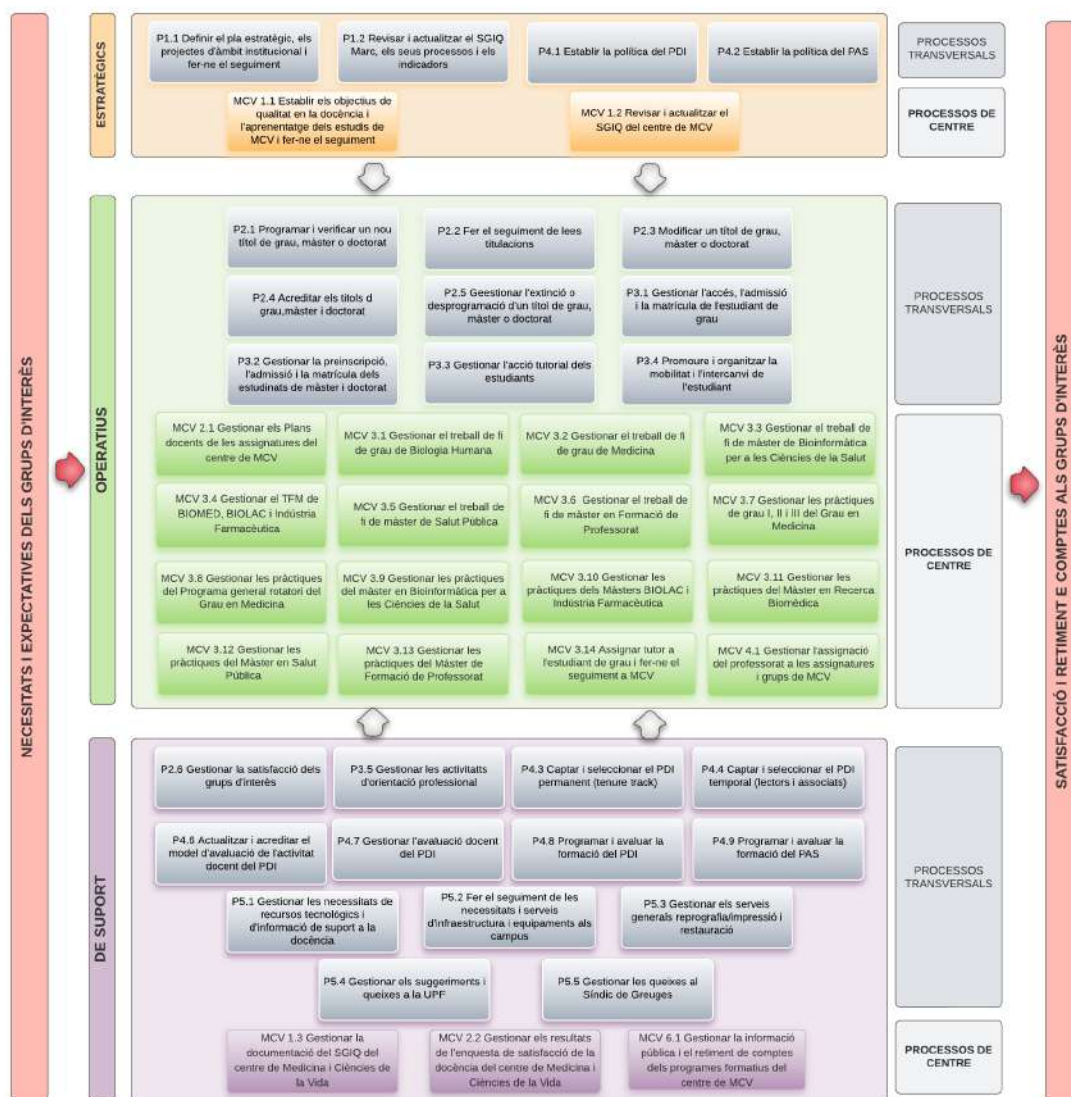 NECESITATS I EXPECTATIVES DELS GRUPS D'INTERÈS
ESTRATÈGICS
P1.1 Definir el pla estratègic, els
projectes d'àmbit institucional i
fer-ne el seguiment
P1.2 Revisar i actualitzar el SGIQ
Marc, els seus processos i els
indicadors
P4.1 Establir la política del PDI
P4.2 Establir la política del PAS
PROCESSOS
TRANSVERSALS
MCV 1.1 Establir els objectius de
qualitat en la docència i
l'aprenentatge dels estudis de
MCV i fer-ne el seguiment
MCV 1.2 Revisar i actualitzar el
SGIQ del centre de MCV
PROCESSOS DE
CENTRE
OPERATIUS
P2.1 Programar i verificar un nou
títol de grau, màster o doctorat
P2.2 Fer el seguiment de lees
titulacions
P2.3 Modificar un títol de grau,
màster o doctorat
P2.4 Acreditar els títols d
grau,màster i doctorat
P2.5 Geestionar l'extinció o
desprogramació d'un títol de grau,
màster o doctorat
P3.1 Gestionar l'accés, l'admissió
i la matrícula de l'estudiant de
grau
P3.2 Gestionar la preinscripció,
l'admissió i la matrícula dels
estudinats de màster i doctorat
P3.3 Gestionar l'acció tutorial dels
estudiants
P3.4 Promoure i organitzar la
mobilitat i l'intercanvi de
l'estudiant
PROCESSOS
TRANSVERSALS
MCV 2.1 Gestionar els Plans
docents de les assignatures del
centre de MCV
MCV 3.1 Gestionar el treball de fi
de grau de Biologia Humana
MCV 3.2 Gestionar el treball de fi
de grau de Medicina
MCV 3.3 Gestionar el treball de
fi de màster de Bioinformàtica
per a les Ciències de la Salut
MCV 3.4 Gestionar el TFM de
BIOMED, BIOLAC i Indústria
Farmacèutica
MCV 3.5 Gestionar el treball de
fi de màster de Salut Pública
MCV 3.6 Gestionar el treball de
fi de màster en Formació de
Professorat
MCV 3.7 Gestionar les pràctiques
de grau I, II i III del Grau en
Medicina
MCV 3.8 Gestionar les pràctiques
del Programa general rotatori del
Grau en Medicina
MCV 3.9 Gestionar les pràctiques
del màster en Bioinformàtica per a
les Ciències de la Salut
MCV 3.10 Gestionar les
pràctiques dels Màsters BIOLAC i
Indústria Farmacèutica
MCV 3.11 Gestionar les
pràctiques del Màster en Recerca
Biomèdica
MCV 3.12 Gestionar les
pràctiques del Màster en Salut
Pública
MCV 3.13 Gestionar les
pràctiques del Máster de
Formació de Professorat
MCV 3.14 Assignar tutor a
l'estudiant de grau i fer-ne el
seguiment a MCV
MCV 4.1 Gestionar l'assignació
del professorat a les assignatures
i grups de MCV
PROCESSOS DE
CENTRE
DE SUPORT
P2.6 Gestionar la satisfacció dels
grups d'interès
P3.5 Gestionar les activitatts
d'orientació professional
P4.3 Captar i seleccionar el PDI
permanent (tenure track)
P4.4 Captar i seleccionar el PDI
temporal (lectors i associats)
P4.6 Actualitzar i acreditar el
model d'avaluació de l'activitat
docent del PDI
P4.7 Gestionar l'avaluació docent
del PDI
P4.8 Programar i avaluar la
formació del PDI
P4.9 Programar i avaluar la
formació del PAS
P5.1 Gestionar les necessitats de
recursos tecnològics i
d'informació de suport a la
docència
P5.2 Fer el seguiment de les
necessitats i serveis
d'infraestructura i equipaments als
campus
P5.3 Gestionar els serveis
generals reprografia/impressió i
restauració
P5.4 Gestionar els suggeriments i
queixes a la UPF
P5.5 Gestionar les queixes al
Síndic de Greuges
PROCESSOS
TRANSVERSALS
MCV 1.3 Gestionar la
documentació del SGIQ del
centre de Medicina i Ciències de
la Vida
MCV 2.2 Gestionar els resultats
de l'enquesta de satisfacció de la
docència del centre de Medicina i
Ciències de la Vida
MCV 6.1 Gestionar la informació
pública i el retiment de comptes
dels programes formatius del
centre de MCV
PROCESSOS DE
CENTRE
SATISFACCIÓ I RETIMENT E COMPTES ALS GRUPS D'INTERÈS